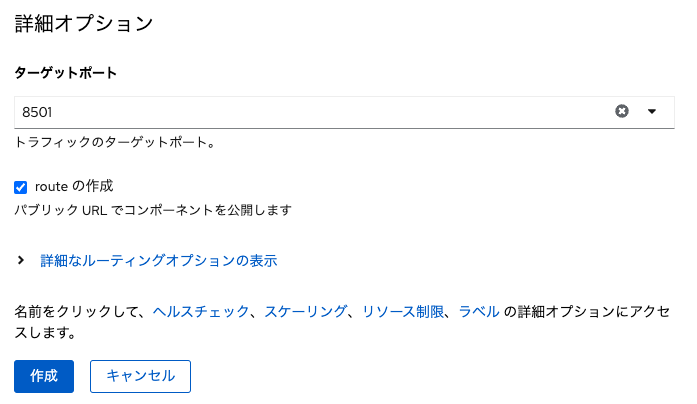 詳細オプション
ターゲットポート
8501
トラフィックのターゲットポート。
route の作成
パブリック URL でコンポーネントを公開します
詳細なルーティングオプションの表示
名前をクリックして、ヘルスチェック、スケーリング、リソース制限、ラベル の詳細オプションにアクセ
スします。
作成 キャンセル